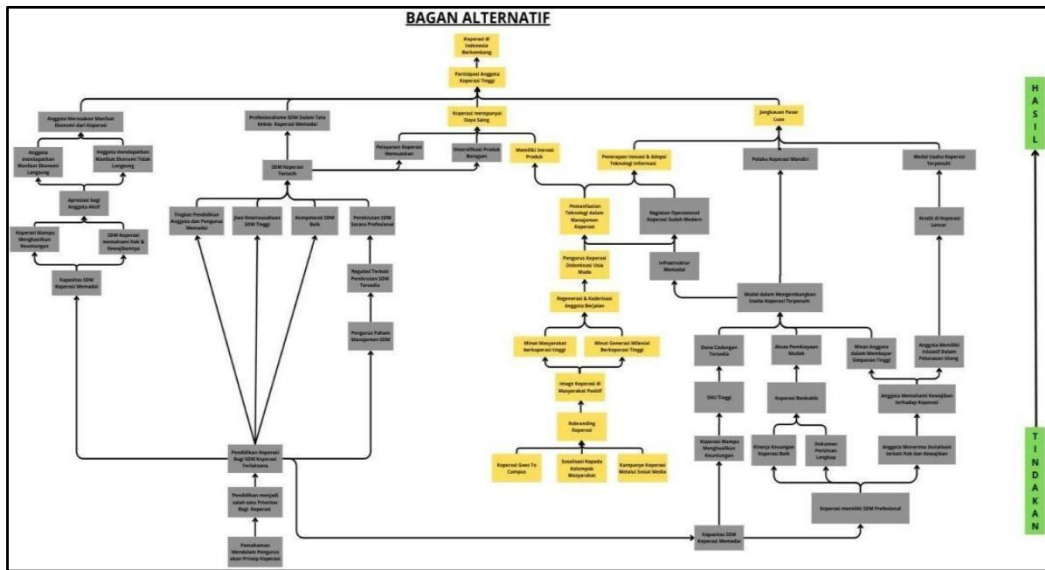 BAGAN ALTERNATIF
Koperasi di
Indonesia
Berkembang
Partisipasi Anggota
Koperasi Tinggi
Anggota Merasakan Manfaat
Ekonomi dari Koperasi
Profesionalisme SDM Dalam Tata
Kelola Koperasi Memadai
Koperasi mempunyai
Daya Saing
Jangkauan Pasar
Luas
Anggota
mendapatkan
Manfaat Ekonomi
Langsung
Anggota mendapatkan
Manfaat Ekonomi Tidak
Langsung
SDM Koperasi
Terlatih
Pelayanan Koperasi
Memuaskan
Diversifikasi Produk
Beragam
Memiliki Inovasi
Produk
Penerapan Inovasi & Adopsi
Teknologi Informasi
Pelaku Koperasi Mandiri
Modal Usaha Koperasi
Terpenuhi
Apresiasi bagi
Anggota Aktif
Tingkat Pendidikan
Anggota dan Pengurus
Memadai
Jiwa Kewirausahaan
SDM Tinggi
Kompetensi SDM
Baik
Perekrutan SDM
Secara Profesional
Pemanfaatan
Teknologi dalam
Manajemen
Koperasi
Kegiatan Operasional
Koperasi Sudah Modern
Kredit di Koperasi
Lancar
Koperasi Mampu
Menghasilkan
Keuntungan
SDM Koperasi
memahami Hak &
Kewajibannya
Kapasitas SDM
Koperasi Memadai
Regulasi Terkait
Perekrutan SDM
Tersedia
Pengurus Koperasi
Didominasi Usia
Muda
Infrastruktur
Memadai
Regenerasi & Kaderisasi
Anggota Berjalan
Modal dalam Mengembangkan
Usaha Koperasi Terpenuhi
Pengurus Paham
Manajemen SDM
Minat Masyarakat
berkoperasi tinggi
Minat Generasi Milenial
Berkoperasi Tinggi
Dana Cadangan
Tersedia
Akses Pembiayaan
Mudah
Minat Anggota
dalam Membayar
Simpanan Tinggi
Anggota Memiliki
Inisiatif Dalam
Pelunasan Utang
Image Koperasi di
Masyarakat Positif
SHU Tinggi
Koperasi Bankable
Anggota Memahami Kewajiban
terhadap Koperasi
Rebranding
Koperasi
Koperasi Mampu
Menghasilkan
Keuntungan
Kinerja Keuangan
Koperasi Baik
Dokumen
Perizinan
Lengkap
Anggota Menerima Sosialisasi
terkait Hak dan Kewajiban
Pendidikan Koperasi
Bagi SDM Koperasi
Terlaksana
Koperasi Goes To
Campus
Sosialisasi Kepada
Kelompok
Masyarakat
Kampanye Koperasi
Melalui Sosial Media
Pendidikan menjadi
salah satu Prioritas
Bagi Koperasi
Koperasi memiliki SDM Profesional
Pemahaman
Mendalam Pengurus
akan Prinsip Koperasi
Kapasitas SDM
Koperasi Memadai
HASIL
TINDAKAN